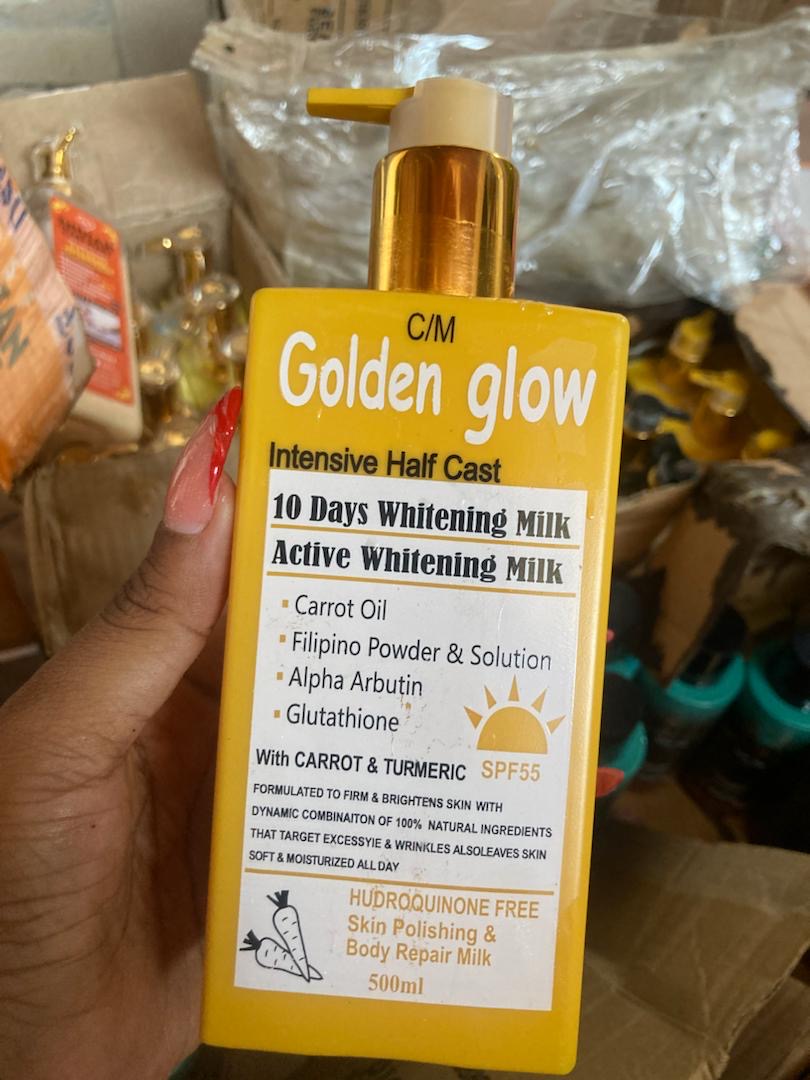 C/M
Golden glow
Intensive Half Cast
10 Days Whitening Milk
Active Whitening Milk
▪ Carrot Oil
▪ Filipino Powder & Solution
▪ Alpha Arbutin
▪ Glutathione
With CARROT & TURMERIC SPF55
FORMULATED TO FIRM & BRIGHTENS SKIN WITH
DYNAMIC COMBINAITON OF 100% NATURAL INGREDIENTS
THAT TARGET EXCESSYIE & WRINKLES ALSOLEAVES SKIN
SOFT & MOISTURIZED ALL DAY
HUDROQUINONE FREE
Skin Polishing &
Body Repair Milk
500ml